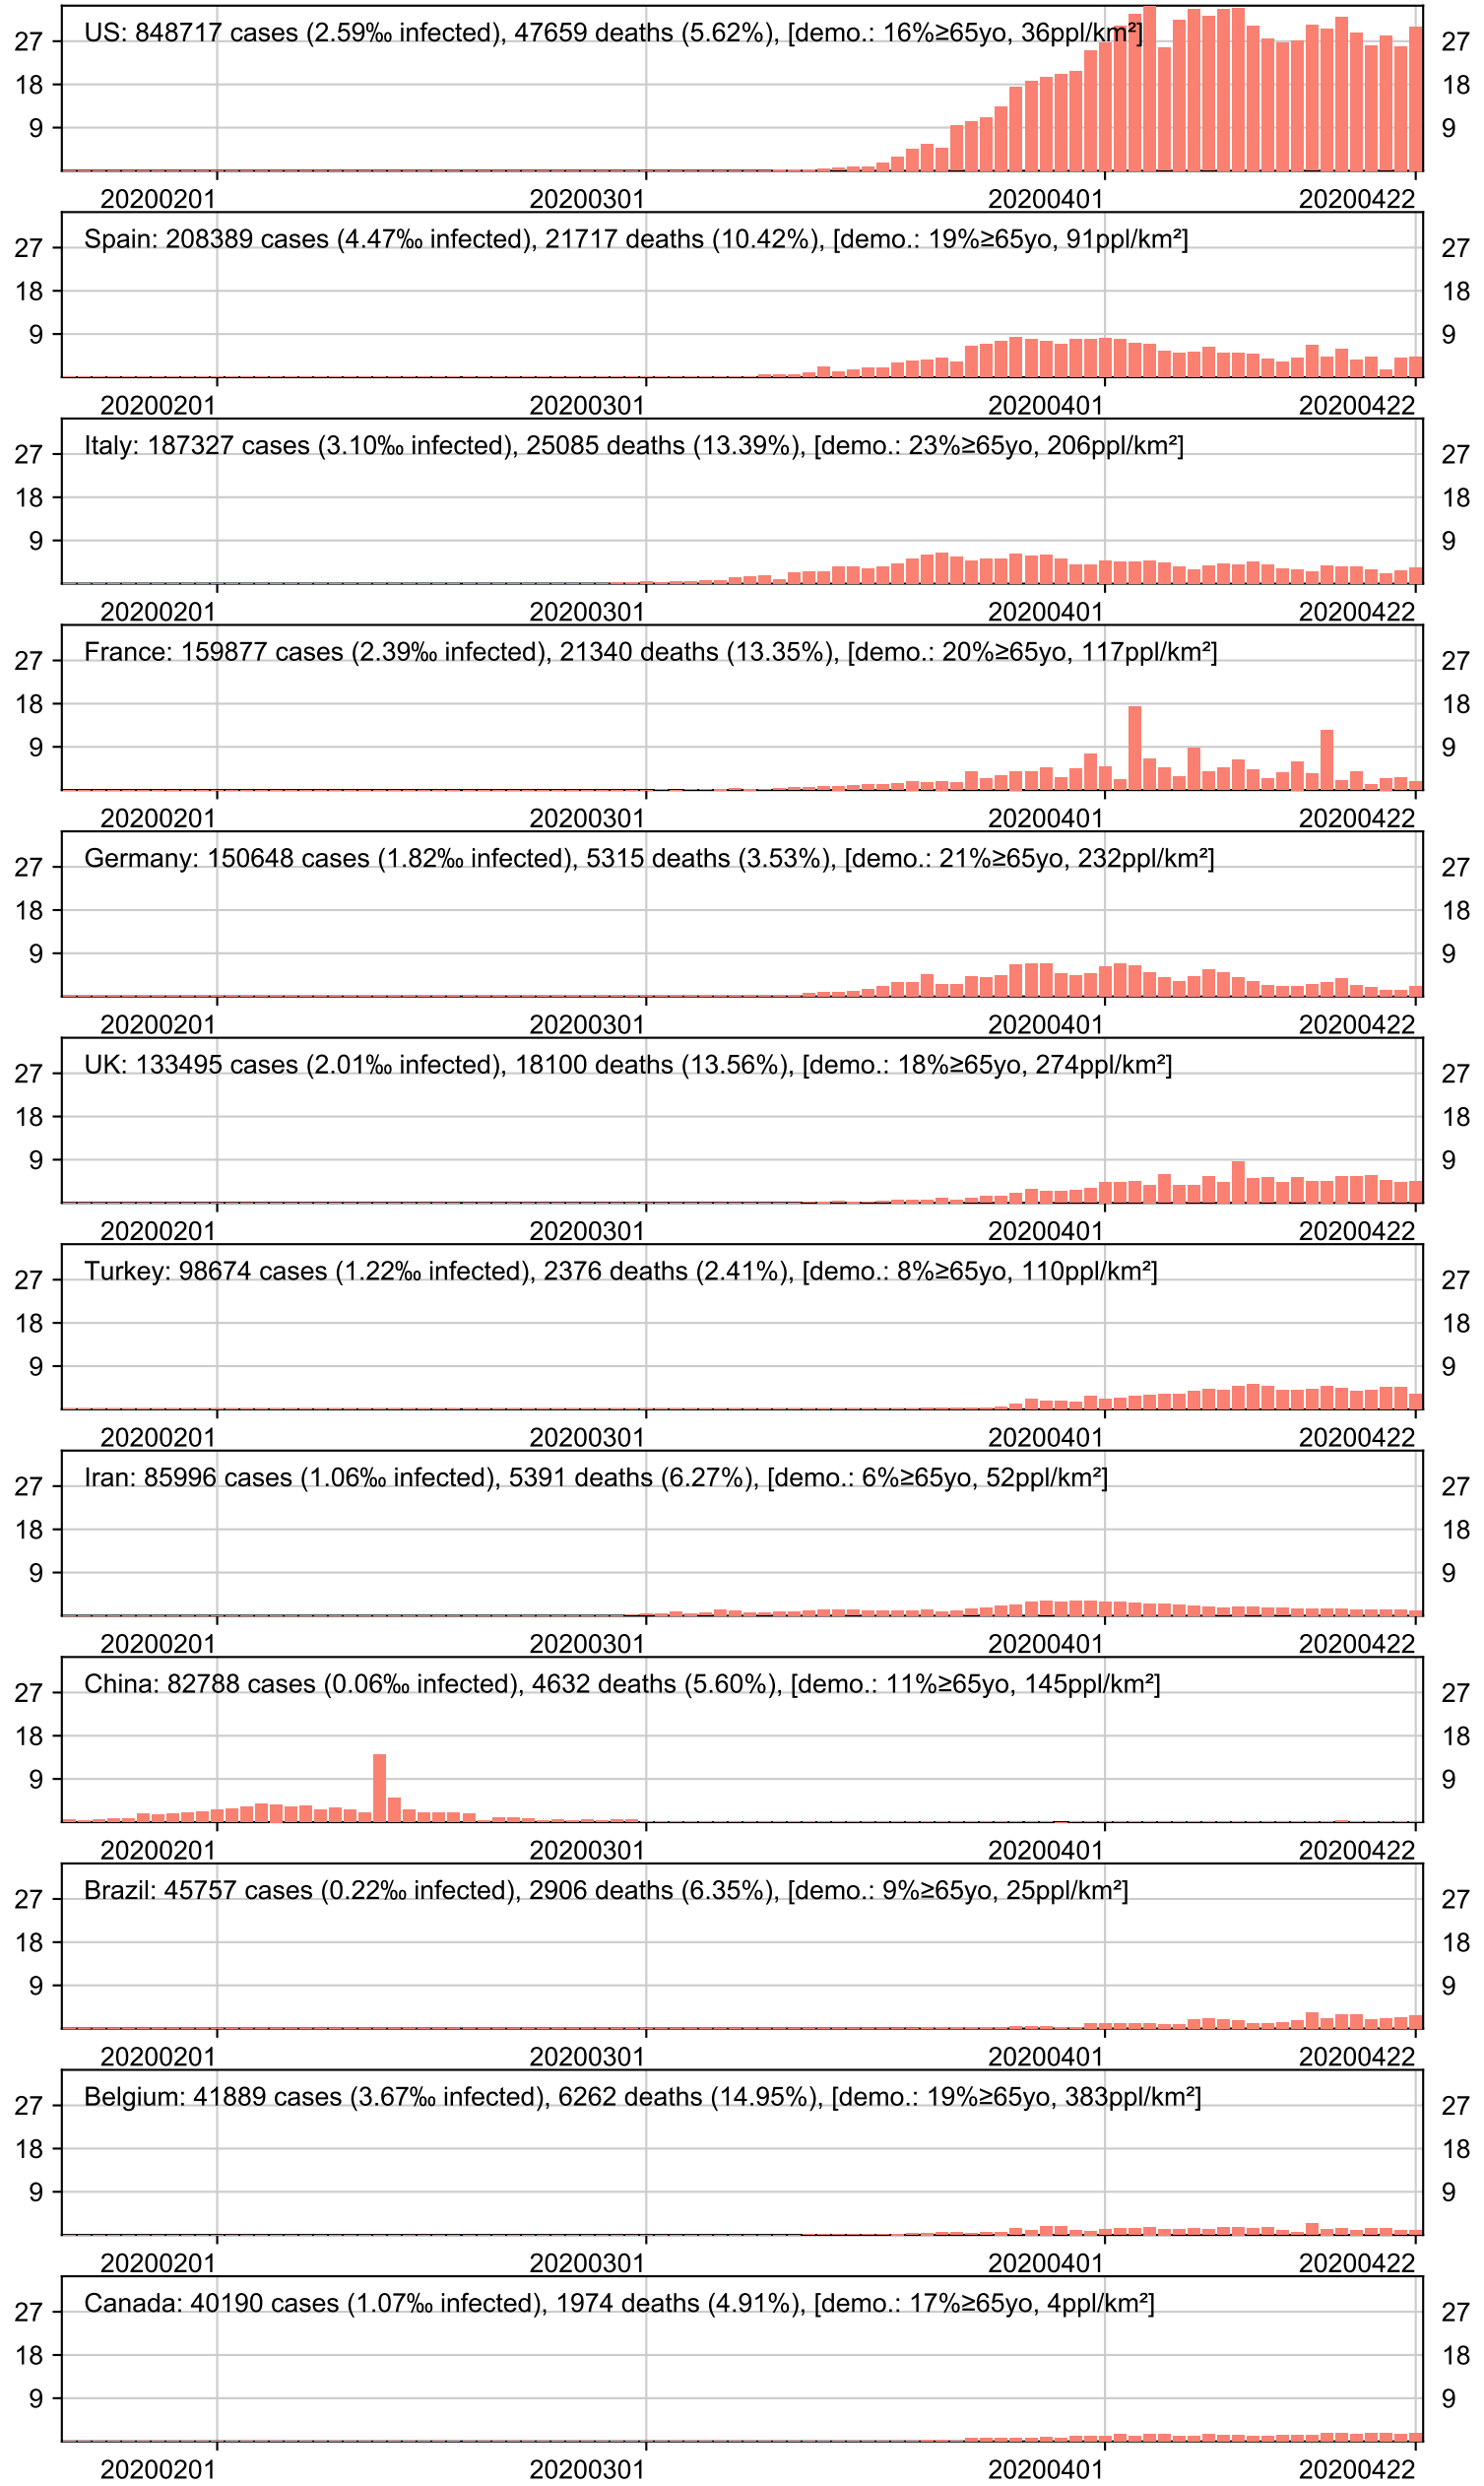 US: 848717 cases (2.59‰ infected), 47659 deaths (5.62%), [demo.: 16%≥65yo, 36ppl/km²]
27 27
18 18
9 9
20200201 20200301 20200401 20200422
Spain: 208389 cases (4.47‰ infected), 21717 deaths (10.42%), [demo.: 19%≥65yo, 91ppl/km²]
27 27
18 18
9 9
20200201 20200301 20200401 20200422
Italy: 187327 cases (3.10‰ infected), 25085 deaths (13.39%), [demo.: 23%≥65yo, 206ppl/km²]
27 27
18 18
9 9
20200201 20200301 20200401 20200422
France: 159877 cases (2.39‰ infected), 21340 deaths (13.35%), [demo.: 20%≥65yo, 117ppl/km²]
27 27
18 18
9 9
20200201 20200301 20200401 20200422
Germany: 150648 cases (1.82‰ infected), 5315 deaths (3.53%), [demo.: 21%≥65yo, 232ppl/km²]
27 27
18 18
9 9
20200201 20200301 20200401 20200422
UK: 133495 cases (2.01‰ infected), 18100 deaths (13.56%), [demo.: 18%≥65yo, 274ppl/km²]
27 27
18 18
9 9
20200201 20200301 20200401 20200422
Turkey: 98674 cases (1.22‰ infected), 2376 deaths (2.41%), [demo.: 8%≥65yo, 110ppl/km²]
27 27
18 18
9 9
20200201 20200301 20200401 20200422
Iran: 85996 cases (1.06‰ infected), 5391 deaths (6.27%), [demo.: 6%≥65yo, 52ppl/km²]
27 27
18 18
9 9
20200201 20200301 20200401 20200422
China: 82788 cases (0.06‰ infected), 4632 deaths (5.60%), [demo.: 11%≥65yo, 145ppl/km²]
27 27
18 18
9 9
20200201 20200301 20200401 20200422
Brazil: 45757 cases (0.22‰ infected), 2906 deaths (6.35%), [demo.: 9%≥65yo, 25ppl/km²]
27 27
18 18
9 9
20200201 20200301 20200401 20200422
Belgium: 41889 cases (3.67‰ infected), 6262 deaths (14.95%), [demo.: 19%≥65yo, 383ppl/km²]
27 27
18 18
9 9
20200201 20200301 20200401 20200422
Canada: 40190 cases (1.07‰ infected), 1974 deaths (4.91%), [demo.: 17%≥65yo, 4ppl/km²]
27 27
18 18
9 9
20200201 20200301 20200401 20200422